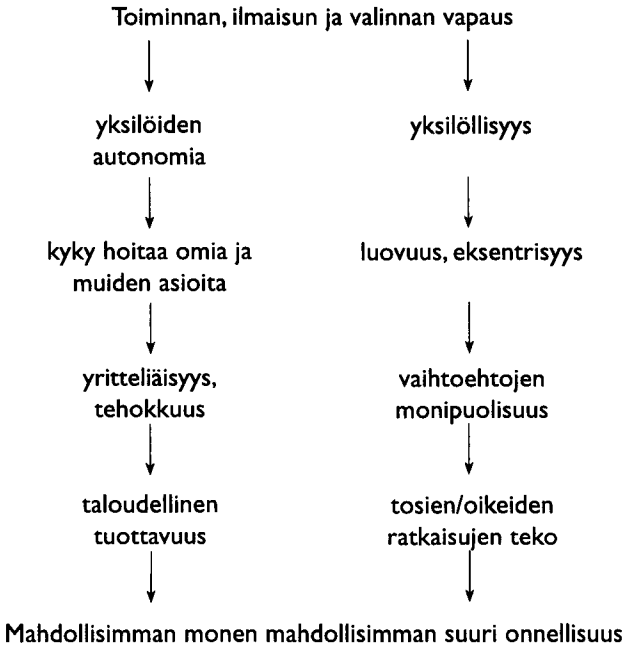 Toiminnan, ilmaisun ja valinnan vapaus
yksilöiden
autonomia
kyky hoitaa omia ja
muiden asioita
yritteliäisyys,
tehokkuus
taloudellinen
tuottavuus
yksilöllisyys
luovuus, eksentrisyys
vaihtoehtojen
monipuolisuus
tosien/oikeiden
ratkaisujen teko
Mahdollisimman monen mahdollisimman suuri onnellisuus